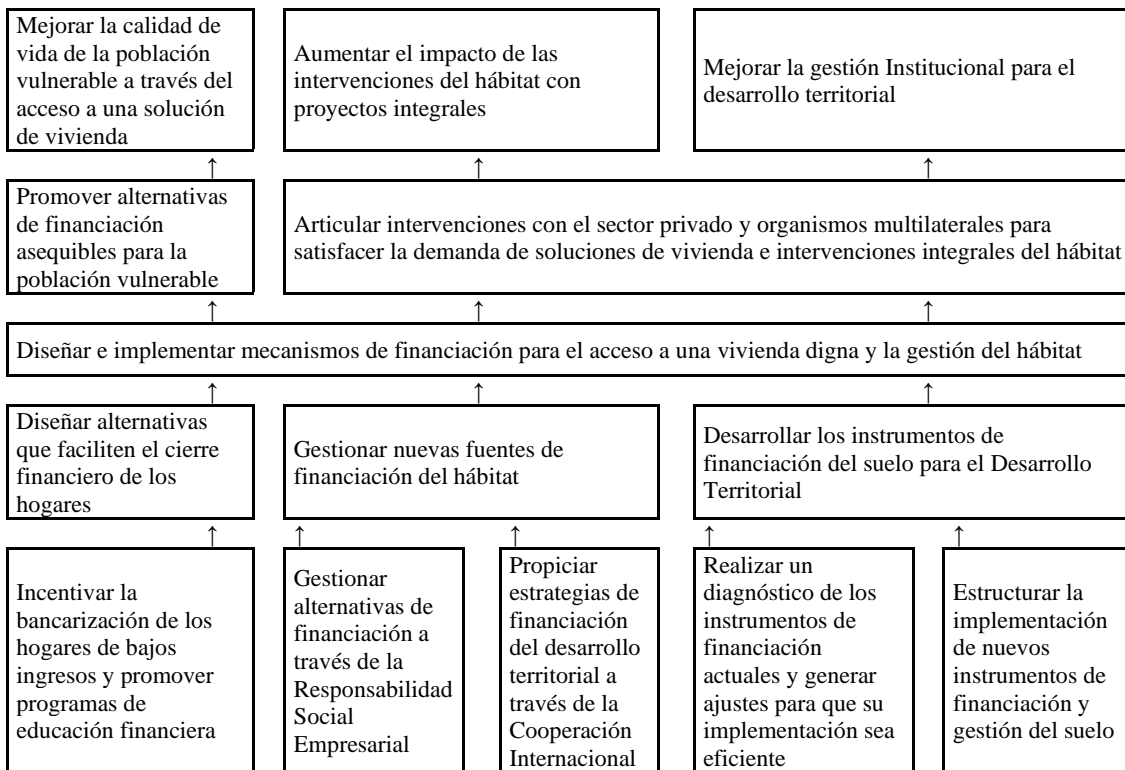 Mejorar la calidad de
vida de la población
vulnerable a través del
acceso a una solución
de vivienda
Aumentar el impacto de las
intervenciones del hábitat con
proyectos integrales
Mejorar la gestión Institucional para el
desarrollo territorial
↑ ↑ ↑
Promover alternativas
de financiación
asequibles para la
población vulnerable
Articular intervenciones con el sector privado y organismos multilaterales para
satisfacer la demanda de soluciones de vivienda e intervenciones integrales del hábitat
↑ ↑ ↑
Diseñar e implementar mecanismos de financiación para el acceso a una vivienda digna y la gestión del hábitat
↑ ↑ ↑
Diseñar alternativas
que faciliten el cierre
financiero de los
hogares
Gestionar nuevas fuentes de
financiación del hábitat
Desarrollar los instrumentos de
financiación del suelo para el Desarrollo
Territorial
↑ ↑ ↑ ↑ ↑
Incentivar la
bancarización de los
hogares de bajos
ingresos y promover
programas de
educación financiera
Gestionar
alternativas de
financiación a
través de la
Responsabilidad
Social
Empresarial
Propiciar
estrategias de
financiación
del desarrollo
territorial a
través de la
Cooperación
Internacional
Realizar un
diagnóstico de los
instrumentos de
financiación
actuales y generar
ajustes para que su
implementación sea
eficiente
Estructurar la
implementación
de nuevos
instrumentos de
financiación y
gestión del suelo